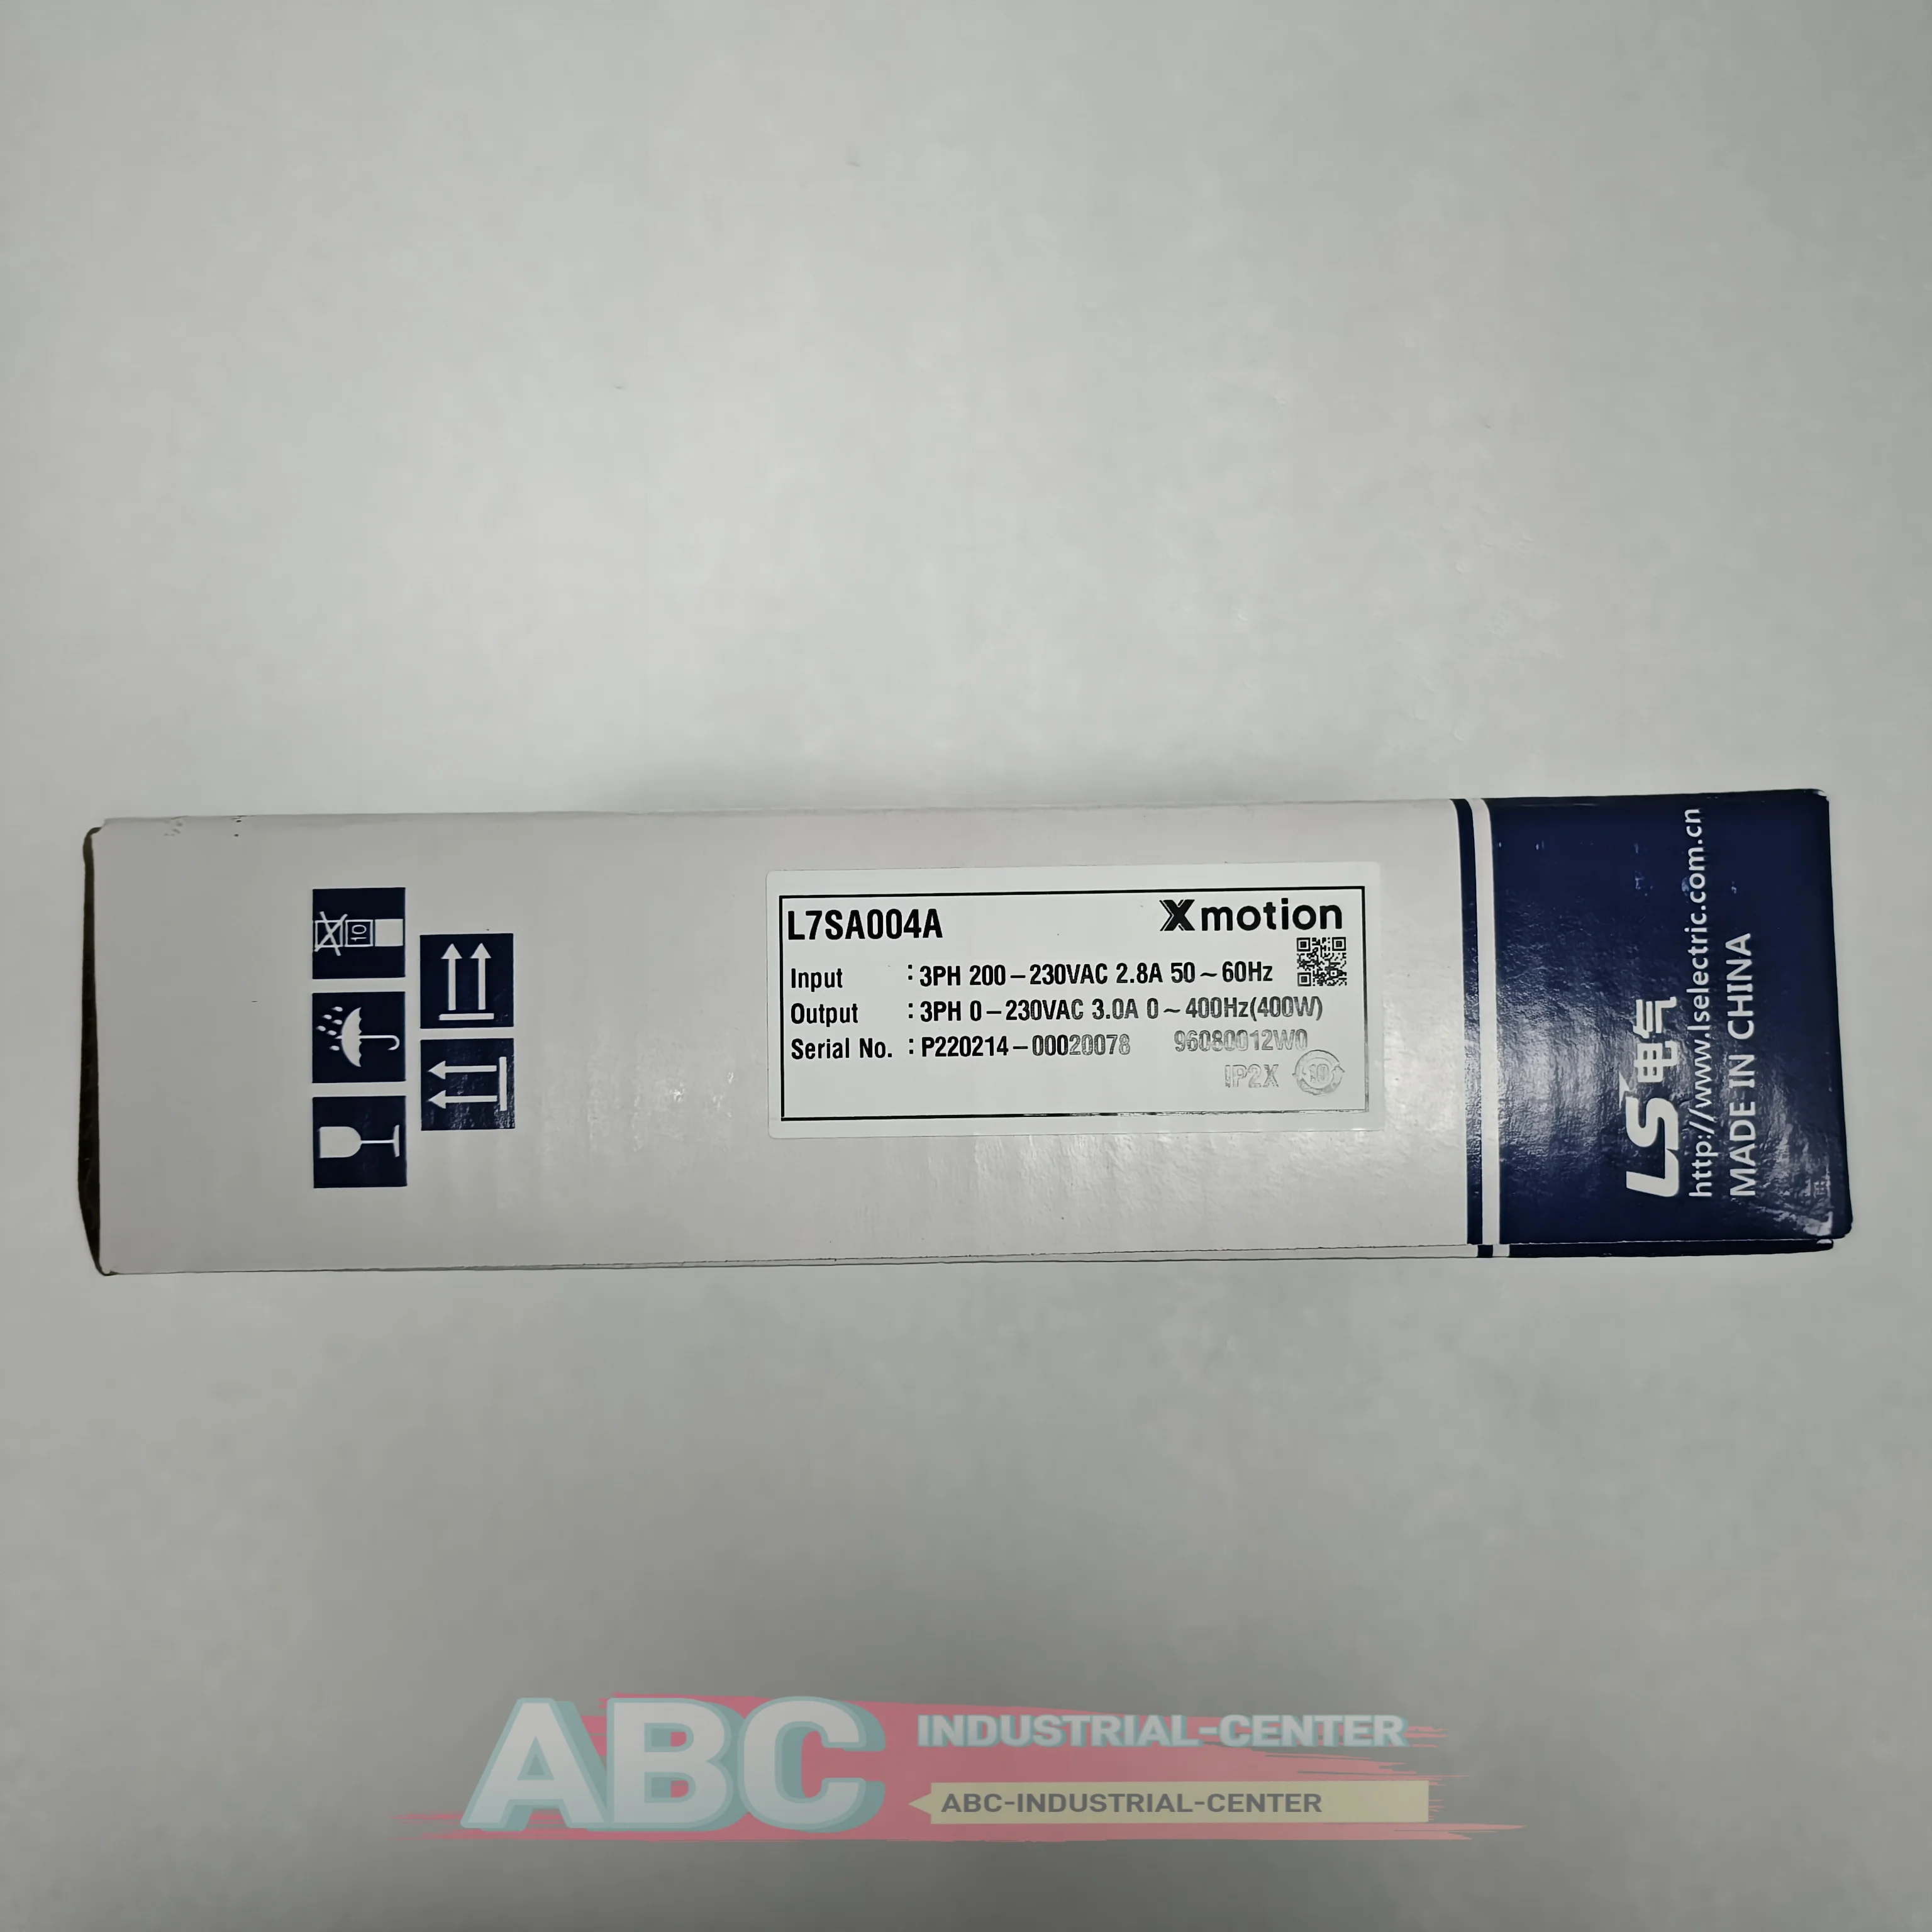 L7SA004A
Xmotion
Input : 3PH 200-230VAC 2.8A 50~60Hz
Output : 3PH 0-230VAC 3.0A 0~400Hz(400W)
Serial No. : P220214-00020078 96080012W0
IP2X 10
10
LS电气
http://www.lselectric.com.cn
MADE IN CHINA
ABC INDUSTRIAL-CENTER
ABC-INDUSTRIAL-CENTER